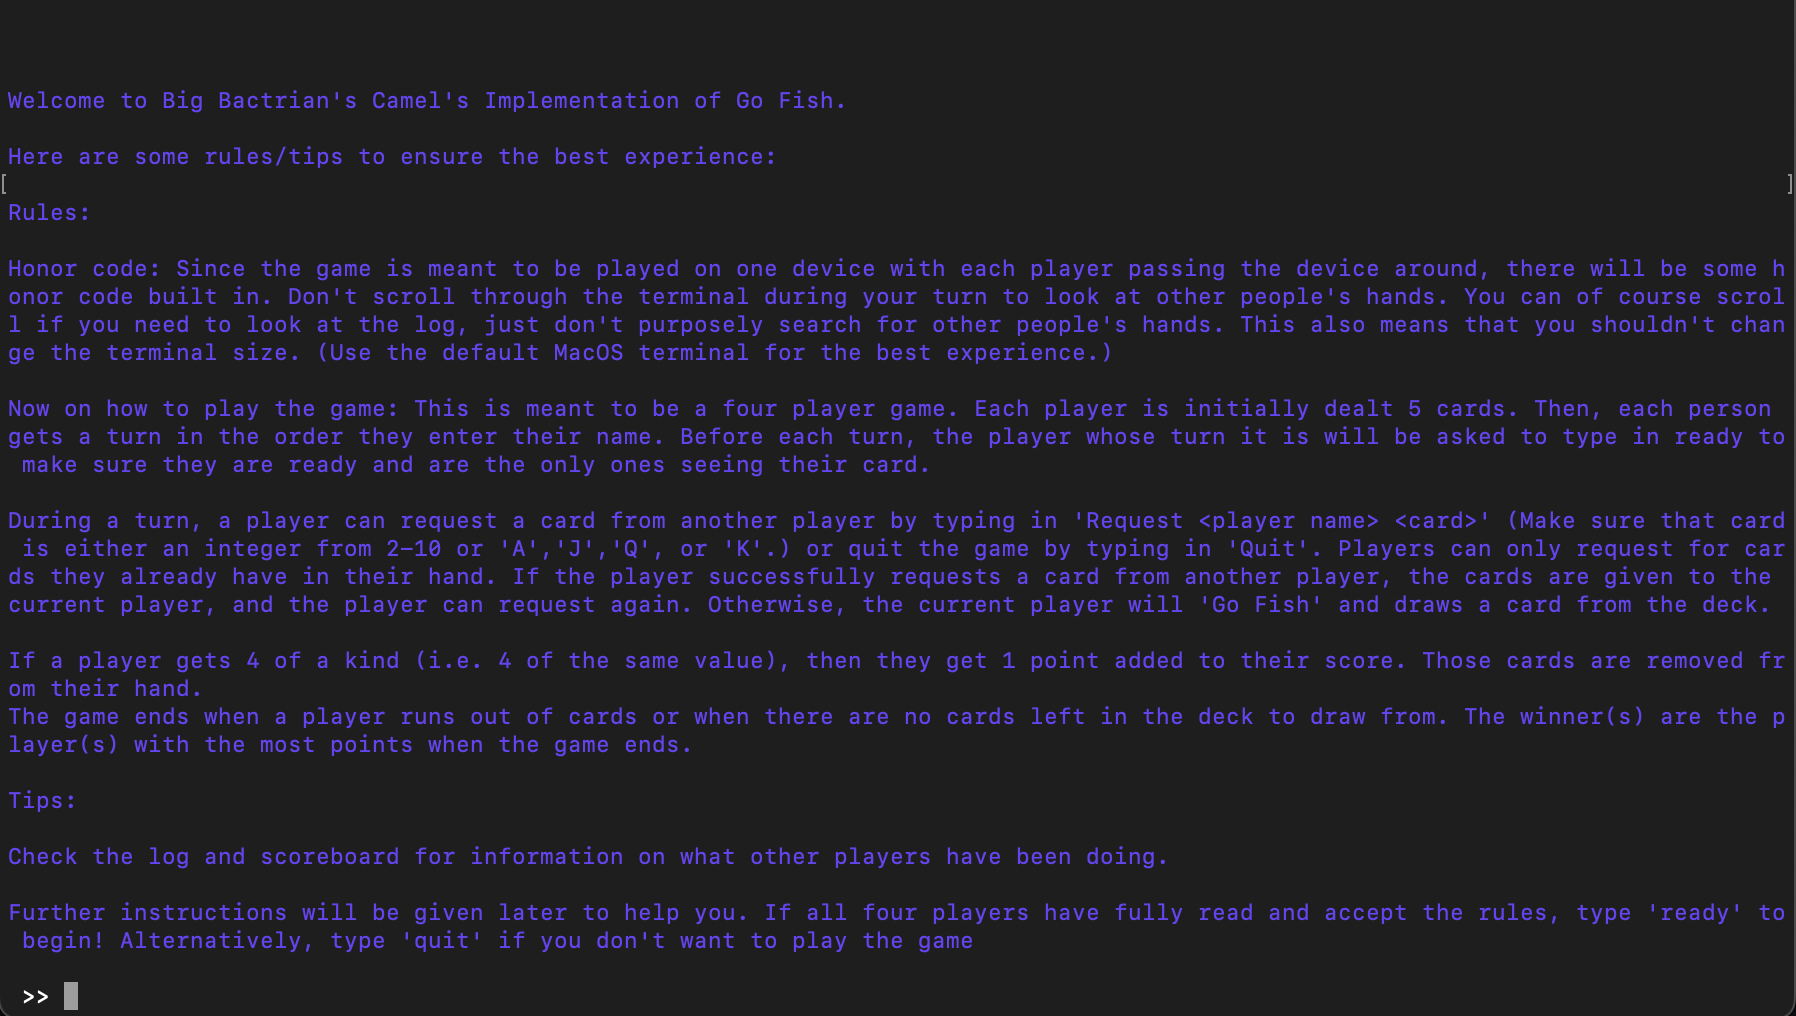 Welcome to Big Bactrian's Camel's Implementation of Go Fish.
Here are some rules/tips to ensure the best experience:
[ ]
Rules:
Honor code: Since the game is meant to be played on one device with each player passing the device around, there will be some h
onor code built in. Don't scroll through the terminal during your turn to look at other people's hands. You can of course scrol
l if you need to look at the log, just don't purposely search for other people's hands. This also means that you shouldn't chan
ge the terminal size. (Use the default MacOS terminal for the best experience.)
Now on how to play the game: This is meant to be a four player game. Each player is initially dealt 5 cards. Then, each person
gets a turn in the order they enter their name. Before each turn, the player whose turn it is will be asked to type in ready to
make sure they are ready and are the only ones seeing their card.
During a turn, a player can request a card from another player by typing in 'Request <player name> <card>' (Make sure that card
is either an integer from 2–10 or 'A','J','Q', or 'K'.) or quit the game by typing in 'Quit'. Players can only request for car
ds they already have in their hand. If the player successfully requests a card from another player, the cards are given to the
current player, and the player can request again. Otherwise, the current player will 'Go Fish' and draws a card from the deck.
If a player gets 4 of a kind (i.e. 4 of the same value), then they get 1 point added to their score. Those cards are removed fr
om their hand.
The game ends when a player runs out of cards or when there are no cards left in the deck to draw from. The winner(s) are the p
layer(s) with the most points when the game ends.
Tips:
Check the log and scoreboard for information on what other players have been doing.
Further instructions will be given later to help you. If all four players have fully read and accept the rules, type 'ready' to
begin! Alternatively, type 'quit' if you don't want to play the game
>>